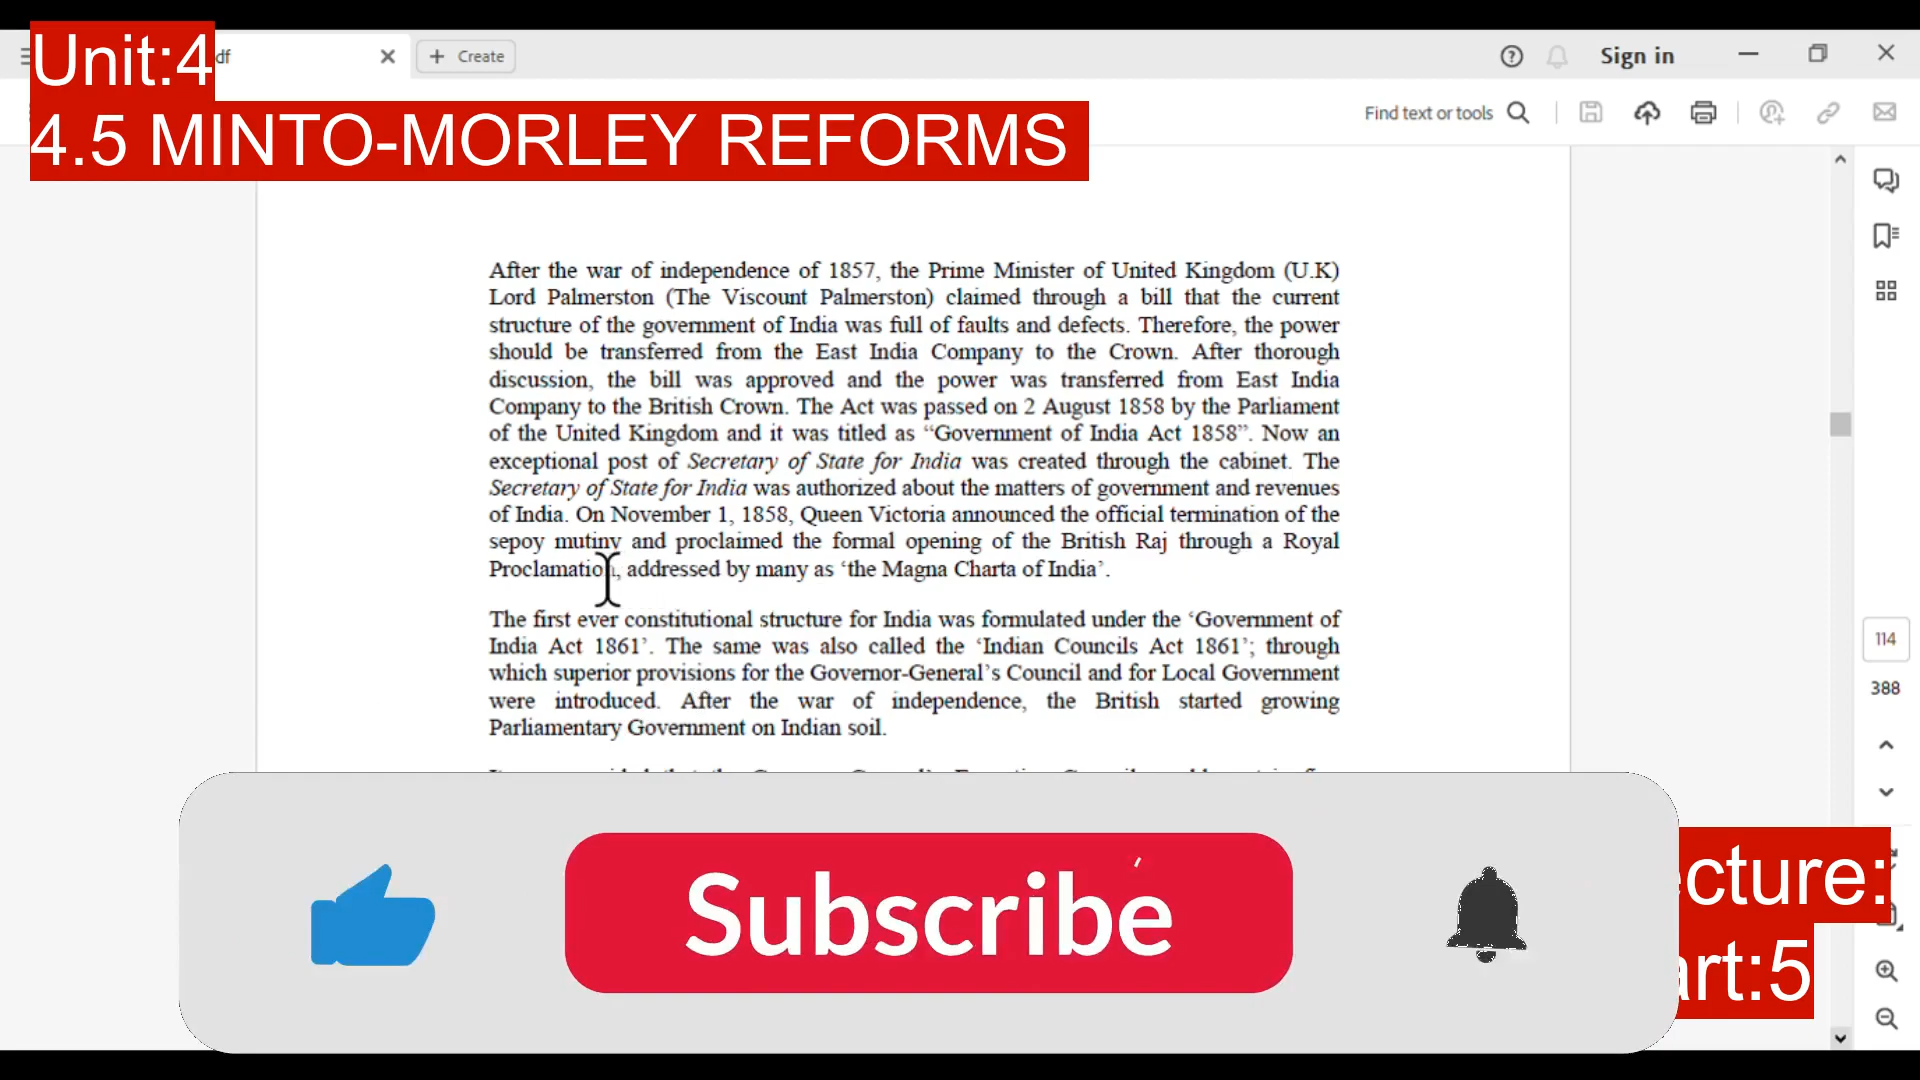 Unit:4
df
Create
Sign in
4.5 MINTO-MORLEY REFORMS
Find text or tools
After the war of independence of 1857, the Prime Minister of United Kingdom (U.K)
Lord Palmerston (The Viscount Palmerston) claimed through a bill that the current
structure of the government of India was full of faults and defects. Therefore, the power
should be transferred from the East India Company to the Crown. After thorough
discussion, the bill was approved and the power was transferred from East India
Company to the British Crown. The Act was passed on 2 August 1858 by the Parliament
of the United Kingdom and it was titled as “Government of India Act 1858”. Now an
exceptional post of Secretary of State for India was created through the cabinet. The
Secretary of State for India was authorized about the matters of government and revenues
of India. On November 1, 1858, Queen Victoria announced the official termination of the
sepoy mutiny and proclaimed the formal opening of the British Raj through a Royal
Proclamation, addressed by many as ‘the Magna Charta of India’.
The first ever constitutional structure for India was formulated under the ‘Government of
India Act 1861’. The same was also called the ‘Indian Councils Act 1861’; through
which superior provisions for the Governor-General’s Council and for Local Government
were introduced. After the war of independence, the British started growing
Parliamentary Government on Indian soil.
114
388
Subscribe
cture:
art:5